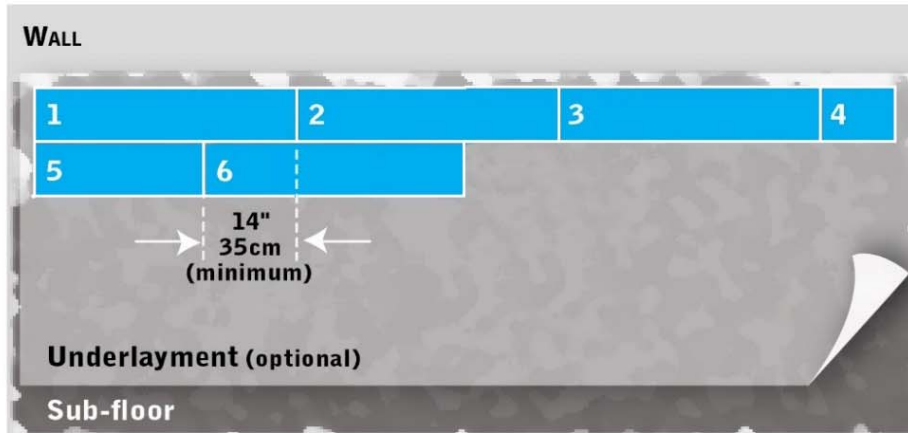 WALL
1 2 3 4
5 6
14"
35cm
(minimum)
Underlayment (optional)
Sub-floor